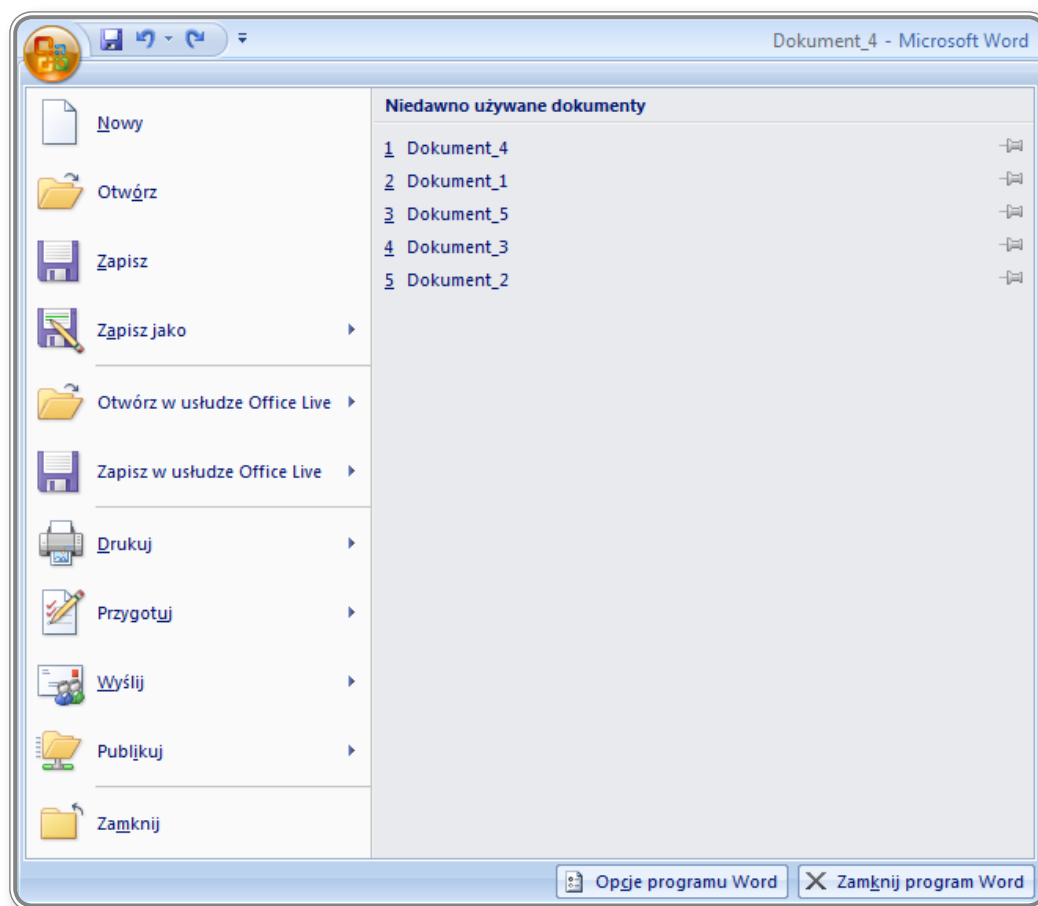 Dokument_4 - Microsoft Word
Nowy
Otwórz
Zapisz
Zapisz jako
Otwórz w usłudze Office Live
Zapisz w usłudze Office Live
Drukuj
Przygotuj
Wyślij
Publikuj
Zamknij
Niedawno używane dokumenty
1 Dokument_4
2 Dokument_1
3 Dokument_5
4 Dokument_3
5 Dokument_2
Opcje programu Word
Zamknij program Word